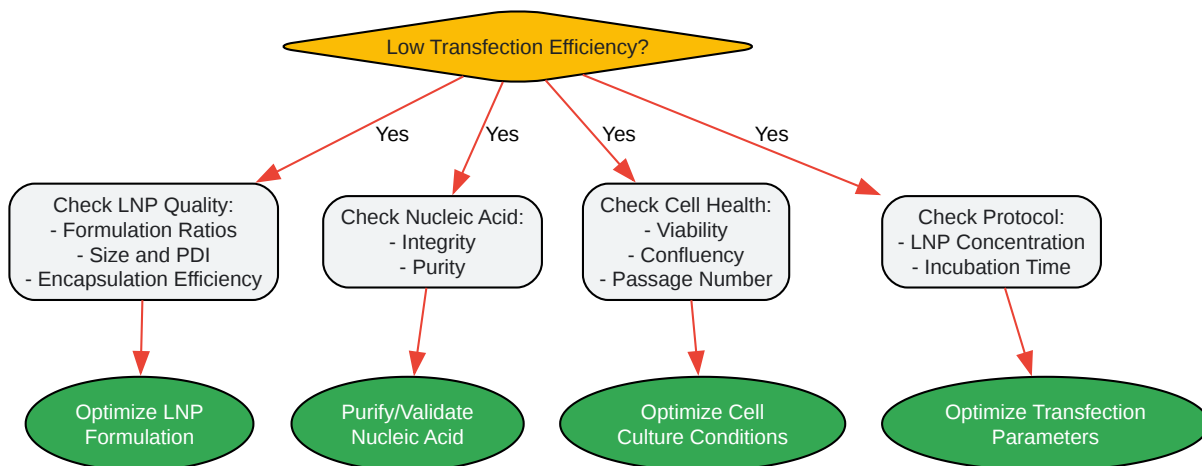 Low Transfection Efficiency?
Yes
Yes
Yes
Yes
Check LNP Quality:
- Formulation Ratios
- Size and PDI
- Encapsulation Efficiency
Check Nucleic Acid:
- Integrity
- Purity
Check Cell Health:
- Viability
- Confluency
- Passage Number
Check Protocol:
- LNP Concentration
- Incubation Time
Optimize LNP
Formulation
Purify/Validate
Nucleic Acid
Optimize Cell
Culture Conditions
Optimize Transfection
Parameters